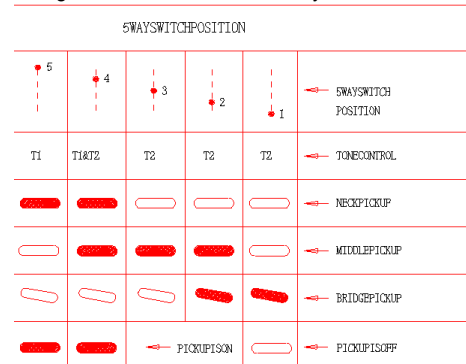 5WAYSWITCHPOSITION
5
4
3
2
1
5WAYSWITCH
POSITION
T1 T1&T2 T2 T2 T2 TONECONTROL
NECKPICKUP
MIDDLEPICKUP
BRIDGEPICKUP
PICKUPISON PICKUPISOFF